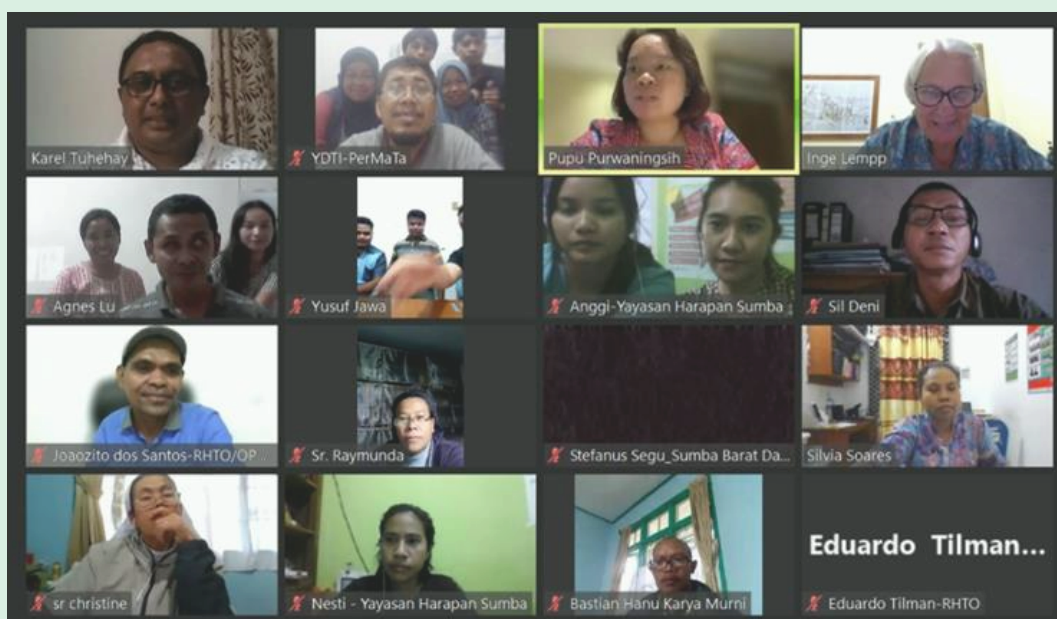 Karel Tuhehay
YDTI-PerMaTa
Pupu Purwaningsih
Inge Lempp
Agnes Lu
Yusuf Jawa
Anggi-Yayasan Harapan Sumba
Sil Deni
Joaozito dos Santos-RHTO/OP...
Sr. Raymunda
Stefanus Segu_Sumba Barat Da...
Silvia Soares
Eduardo Tilman...
sr christine
Nesti - Yayasan Harapan Sumba
Bastian Hanu Karya Murni
Eduardo Tilman-RHTO